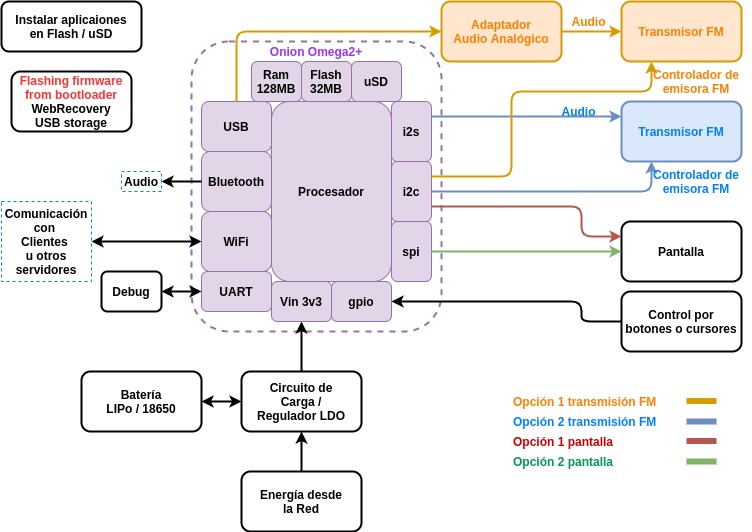 Instalar aplicaiones
en Flash / uSD
Flashing firmware
from bootloader
WebRecovery
USB storage
Onion Omega2+
Ram
128MB
Flash
32MB
uSD
USB
Bluetooth
WiFi
UART
Procesador
i2s
i2c
spi
Vin 3v3
gpio
Adaptador
Audio Analógico
Audio
Transmisor FM
Controlador de
emisora FM
Audio
Transmisor FM
Controlador de
emisora FM
Audio
Comunicación
con
Clientes
u otros
servidores
Debug
Pantalla
Control por
botones o cursores
Batería
LIPo / 18650
Circuito de
Carga /
Regulador LDO
Energía desde
la Red
Opción 1 transmisión FM
Opción 2 transmisión FM
Opción 1 pantalla
Opción 2 pantalla